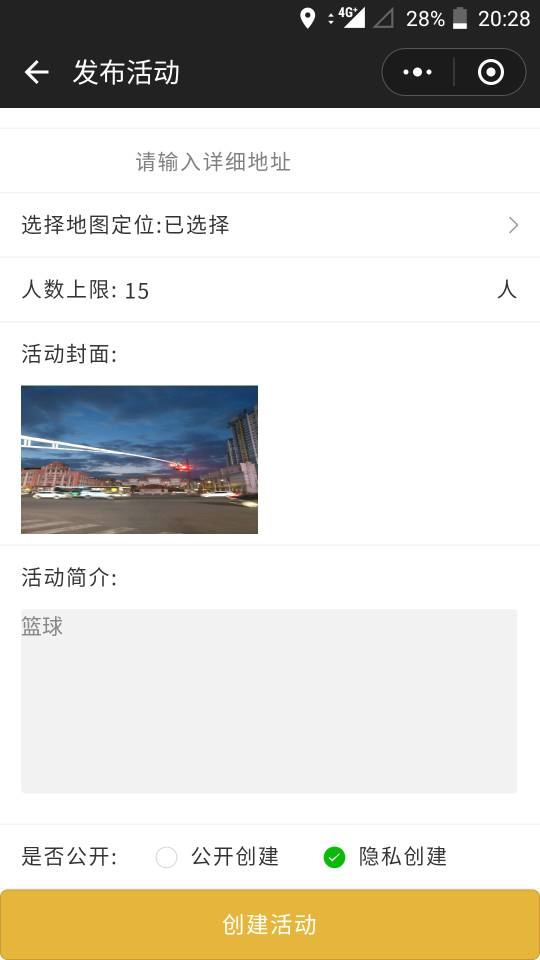 4G+ 28% 20:28
发布活动
请输入详细地址
选择地图定位:已选择
人数上限: 15 人
活动封面:
活动简介:
篮球
是否公开: 公开创建 隐私创建
创建活动